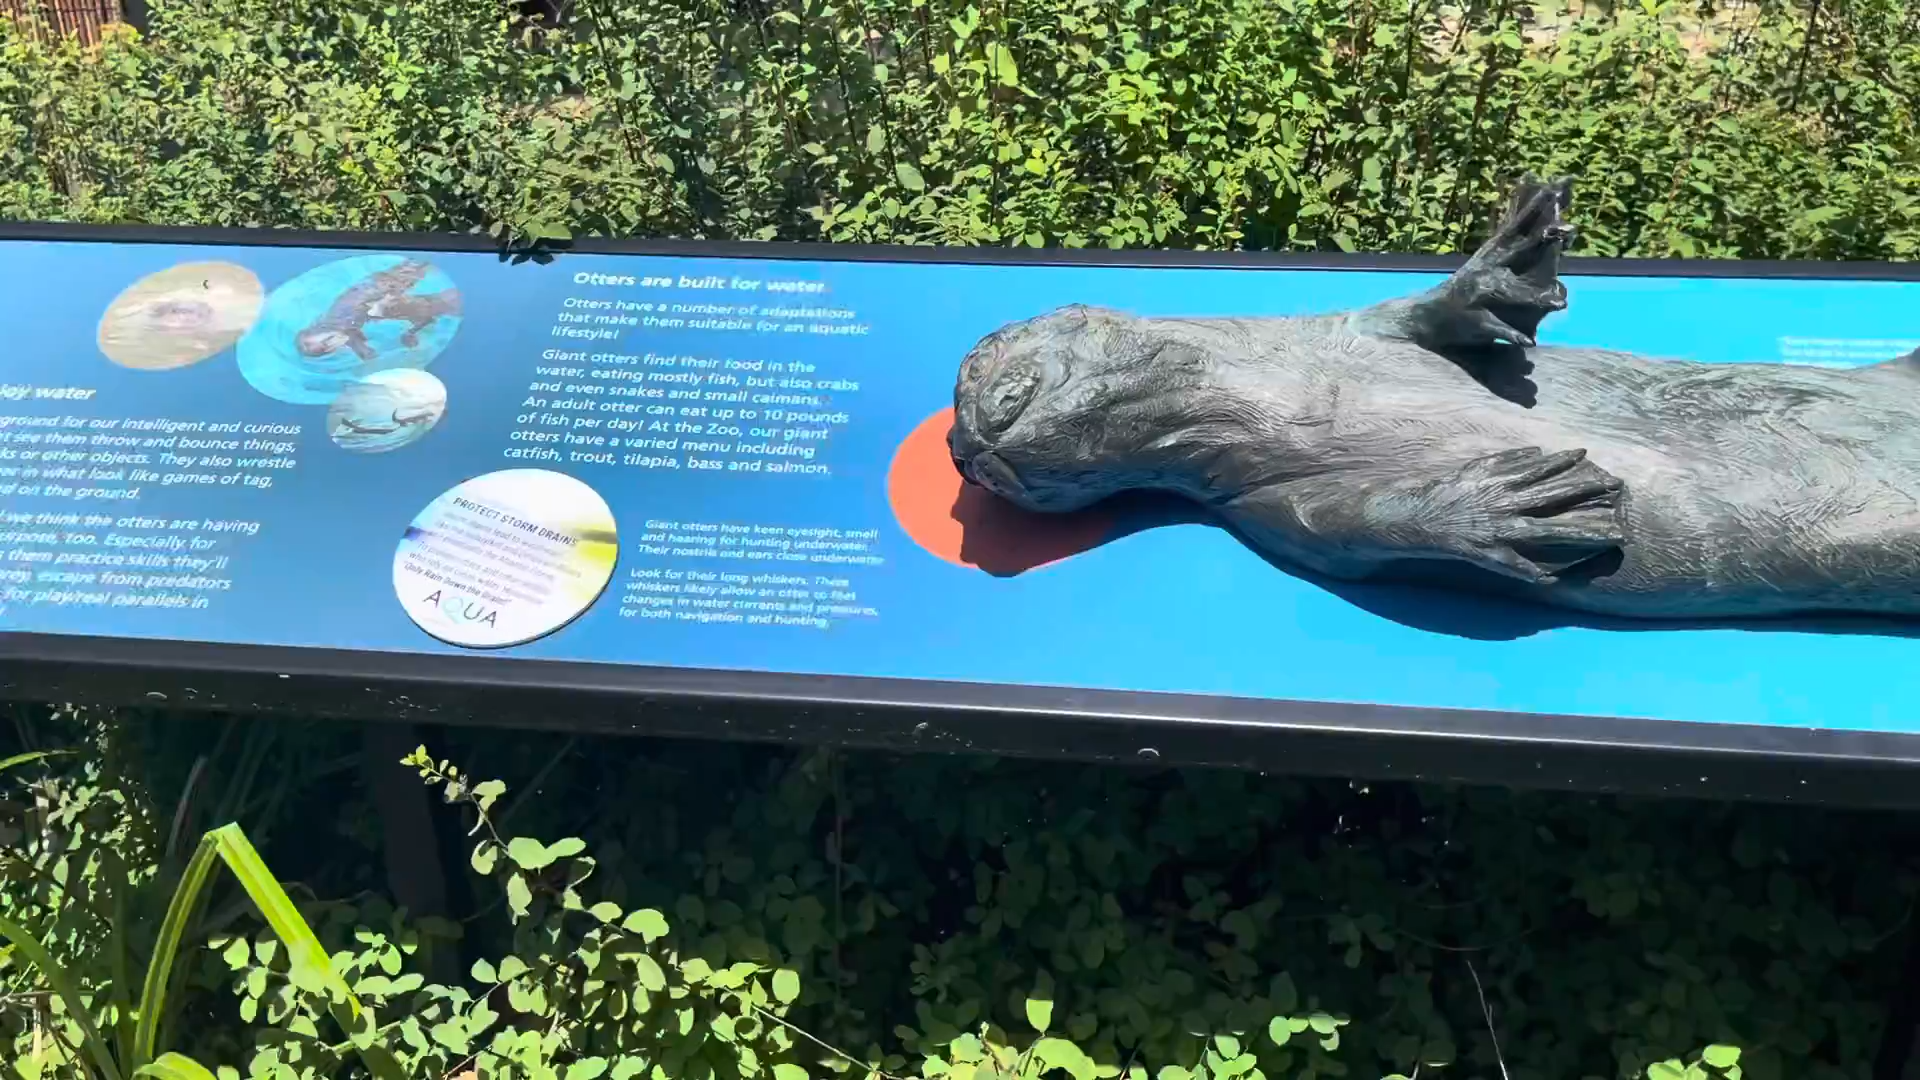 joy water
ground for our intelligent and curious
see them throw and bounce things,
ks or other objects. They also wrestle
in what look like games of tag,
on the ground.
we think the otters are having
purpose, too. Especially for
them practice skills they'll
escape from predators
for play/real parallels in
Otters are built for water
Otters have a number of adaptations
that make them suitable for an aquatic
lifestyle!
Giant otters find their food in the
water, eating mostly fish, but also crabs
and even snakes and small caimans.
An adult otter can eat up to 10 pounds
of fish per day! At the Zoo, our giant
otters have a varied menu including
catfish, trout, tilapia, bass and salmon.
PROTECT STORM DRAINS
"Only Rain Down the Drain!"
AQUA
Giant otters have keen eyesight, smell
and hearing for hunting underwater.
Their nostrils and ears close underwater
Look for their long whiskers. These
whiskers likely allow an otter to feel
changes in water currents and pressures,
for both navigation and hunting.